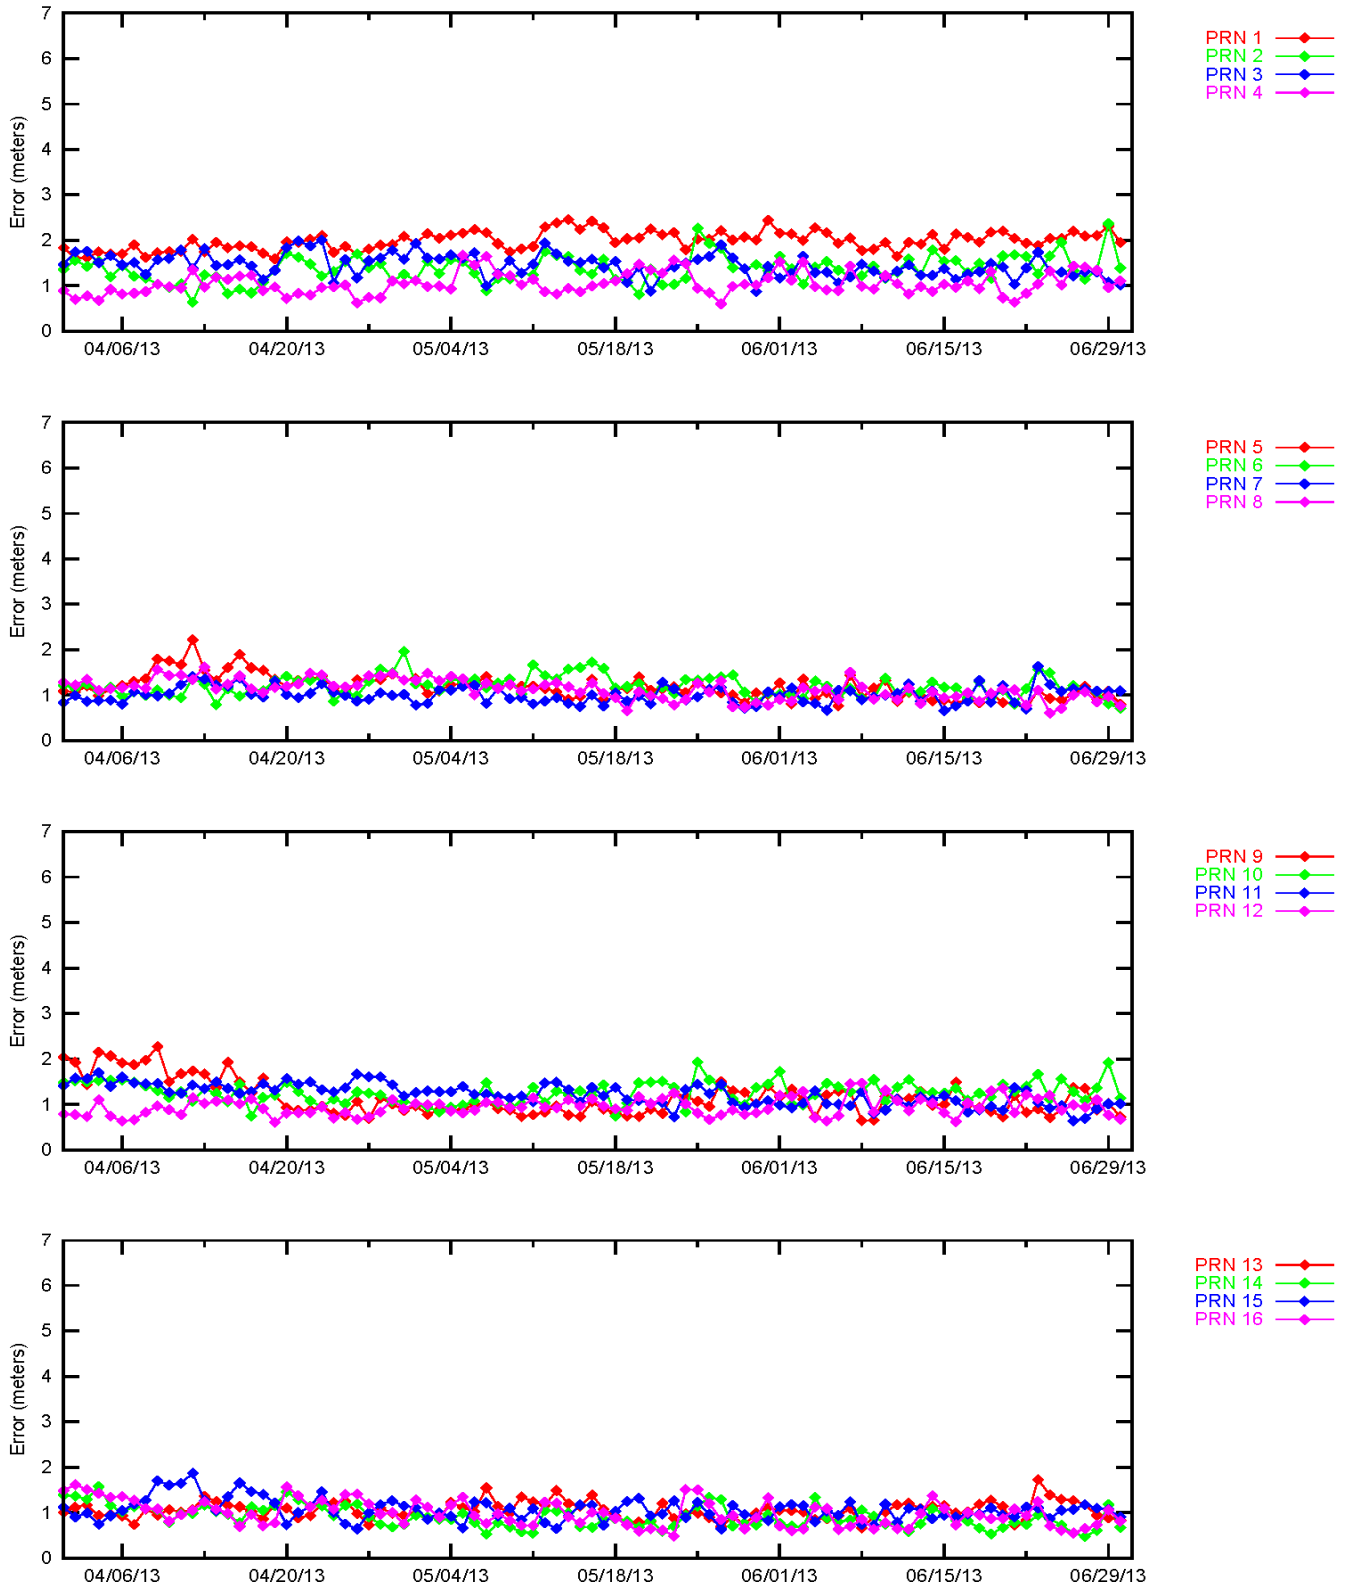 7
6
5
4
3
2
1
0
Error (meters)
04/06/13 04/20/13 05/04/13 05/18/13 06/01/13 06/15/13 06/29/13
PRN 1
PRN 2
PRN 3
PRN 4
7
6
5
4
3
2
1
0
Error (meters)
04/06/13 04/20/13 05/04/13 05/18/13 06/01/13 06/15/13 06/29/13
PRN 5
PRN 6
PRN 7
PRN 8
7
6
5
4
3
2
1
0
Error (meters)
04/06/13 04/20/13 05/04/13 05/18/13 06/01/13 06/15/13 06/29/13
PRN 9
PRN 10
PRN 11
PRN 12
7
6
5
4
3
2
1
0
Error (meters)
04/06/13 04/20/13 05/04/13 05/18/13 06/01/13 06/15/13 06/29/13
PRN 13
PRN 14
PRN 15
PRN 16